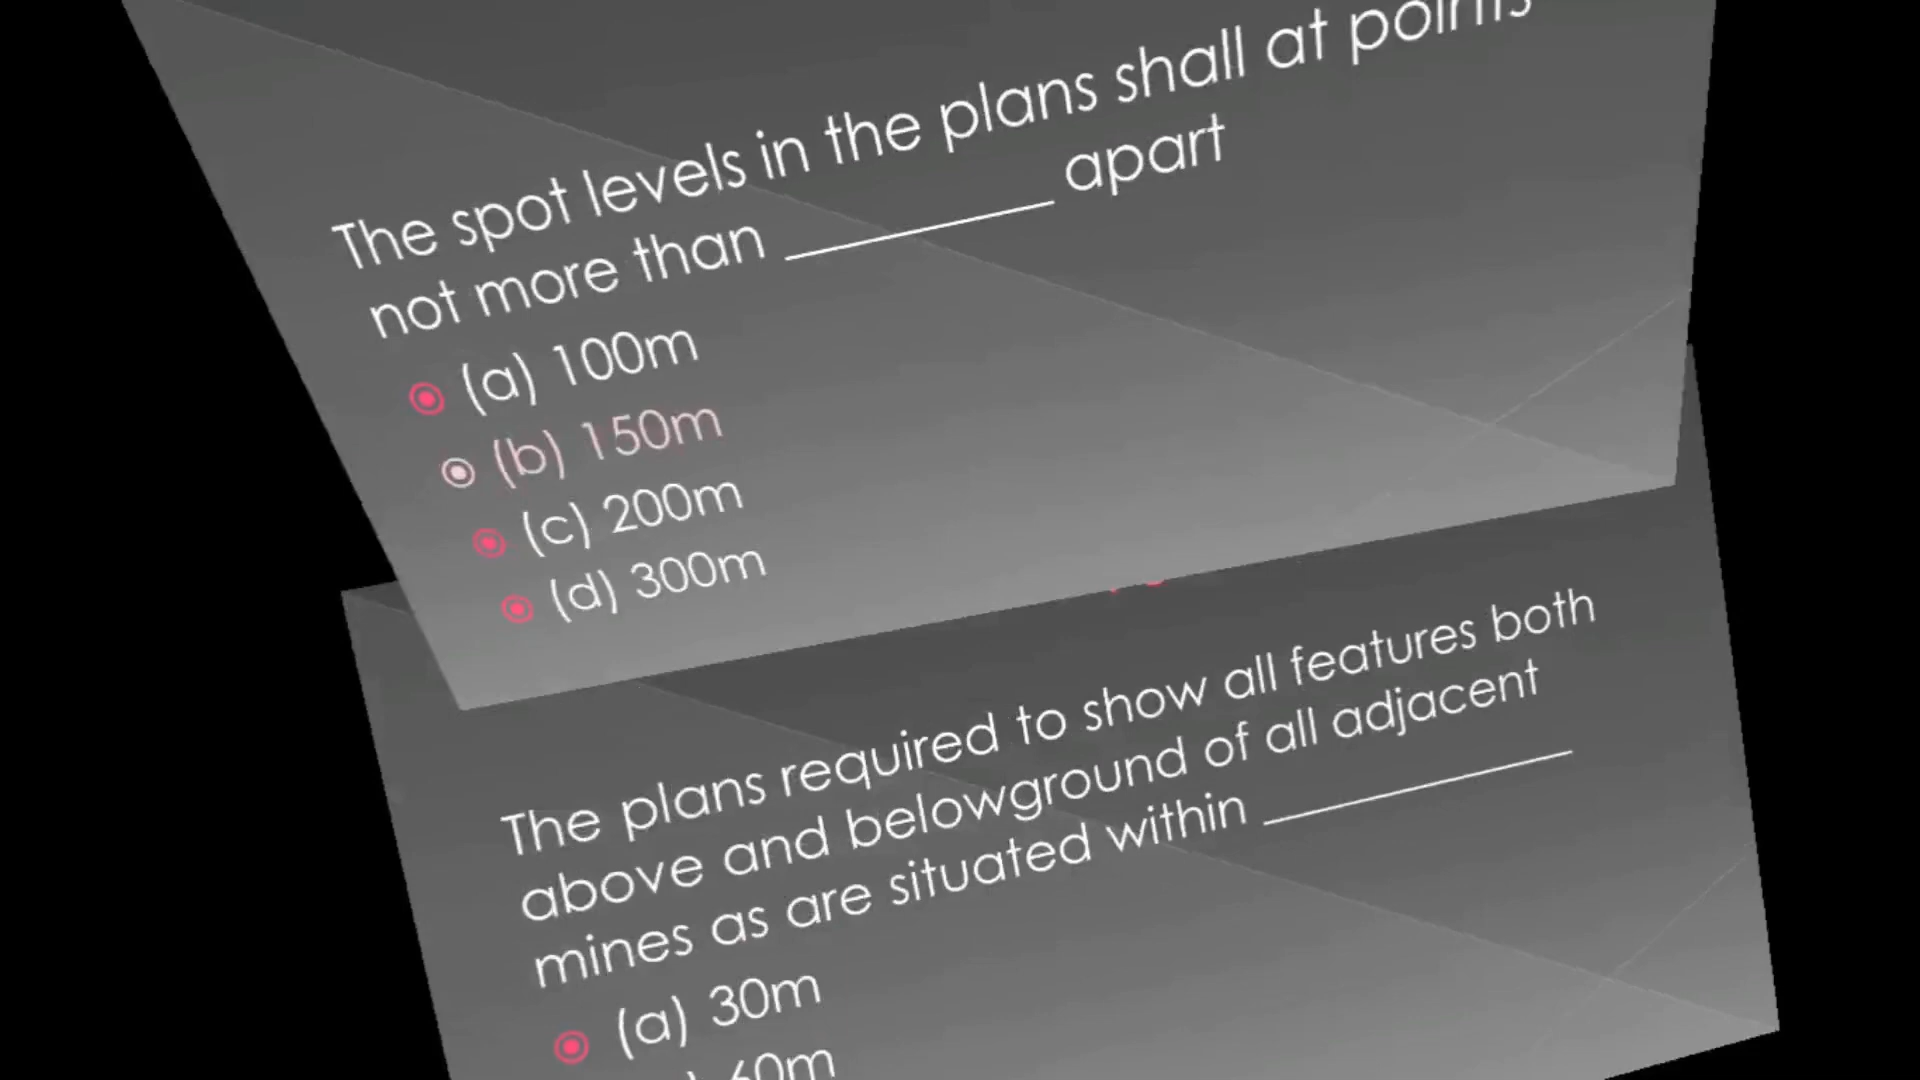 The spot levels in the plans shall at points
not more than __________ apart
(a) 100m
(b) 150m
(c) 200m
(d) 300m
The plans required to show all features both
above and belowground of all adjacent
mines as are situated within ____________
(a) 30m
60m